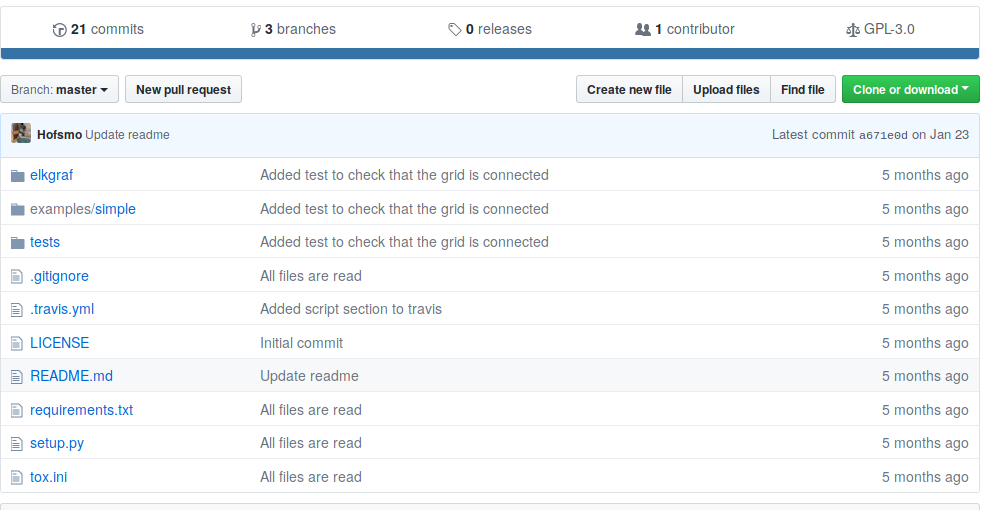 21 commits 3 branches 0 releases 1 contributor GPL-3.0
Branch: master New pull request Create new file Upload files Find file Clone or download
Hofsmo Update readme Latest commit a671e0d on Jan 23
elkgraf Added test to check that the grid is connected 5 months ago
examples/simple Added test to check that the grid is connected 5 months ago
tests Added test to check that the grid is connected 5 months ago
.gitignore All files are read 5 months ago
.travis.yml Added script section to travis 5 months ago
LICENSE Initial commit 5 months ago
README.md Update readme 5 months ago
requirements.txt All files are read 5 months ago
setup.py All files are read 5 months ago
tox.ini All files are read 5 months ago